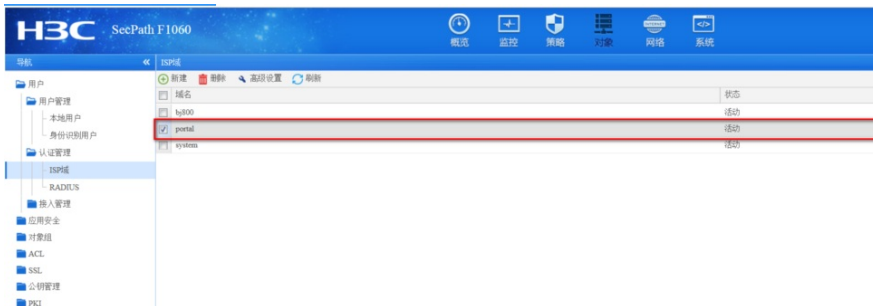 H3C SecPath F1060
概览 监控 策略 对象 网络 系统
导航 « ISP域
新建 删除 高级设置 刷新
域名 状态
bj800 活动
portal 活动
system 活动
用户
用户管理
本地用户
身份识别用户
认证管理
ISP域
RADIUS
接入管理
应用安全
对象组
ACL
SSL
公钥管理
PKI